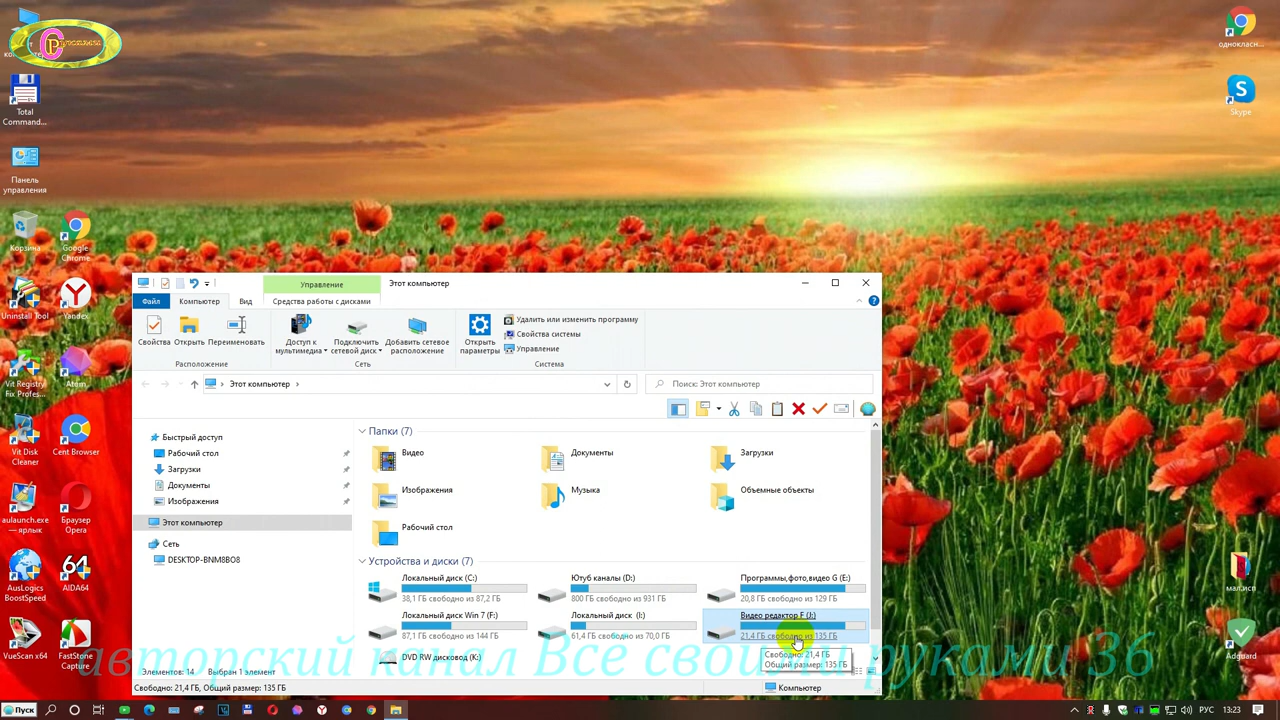 Total
Command...
Панель
управления
Корзина
Google
Chrome
Uninstall Tool
Yandex
Vit Registry
Fix Profes...
Atom
Vit Disk
Cleaner
Cent Browser
aulaunch.exe
— ярлык
Браузер
Opera
AusLogics
BoostSpeed
AIDA64
VueScan x64
FastStone
Capture
однокласн...
Skype
мал.исп
Adguard
Управление
Этот компьютер
Файл
Компьютер
Вид
Средства работы с дисками
Свойства
Открыть
Переименовать
Доступ к
мультимедиа
Подключить
сетевой диск
Добавить сетевое
расположение
Открыть
параметры
Удалить или изменить программу
Свойства системы
Управление
Расположение
Сеть
Система
Этот компьютер
Поиск: Этот компьютер
Быстрый доступ
Рабочий стол
Загрузки
Документы
Изображения
Этот компьютер
Сеть
DESKTOP-BNM8BO8
Папки (7)
Видео
Документы
Загрузки
Изображения
Музыка
Объемные объекты
Рабочий стол
Устройства и диски (7)
Локальный диск (C:)
38,1 ГБ свободно из 87,2 ГБ
Ютуб каналы (D:)
800 ГБ свободно из 931 ГБ
Программы,фото,видео G (E:)
20,8 ГБ свободно из 129 ГБ
Локальный диск Win 7 (F:)
87,1 ГБ свободно из 144 ГБ
Локальный диск (I:)
61,4 ГБ свободно из 70,0 ГБ
Видео редактор F (J:)
21,4 ГБ свободно из 135 ГБ
DVD RW дисковод (K:)
Свободно: 21,4 ГБ
Общий размер: 135 ГБ
Элементов: 14 Выбран 1 элемент
Свободно: 21,4 ГБ, Общий размер: 135 ГБ
Компьютер
Пуск
64
РУС
13:23